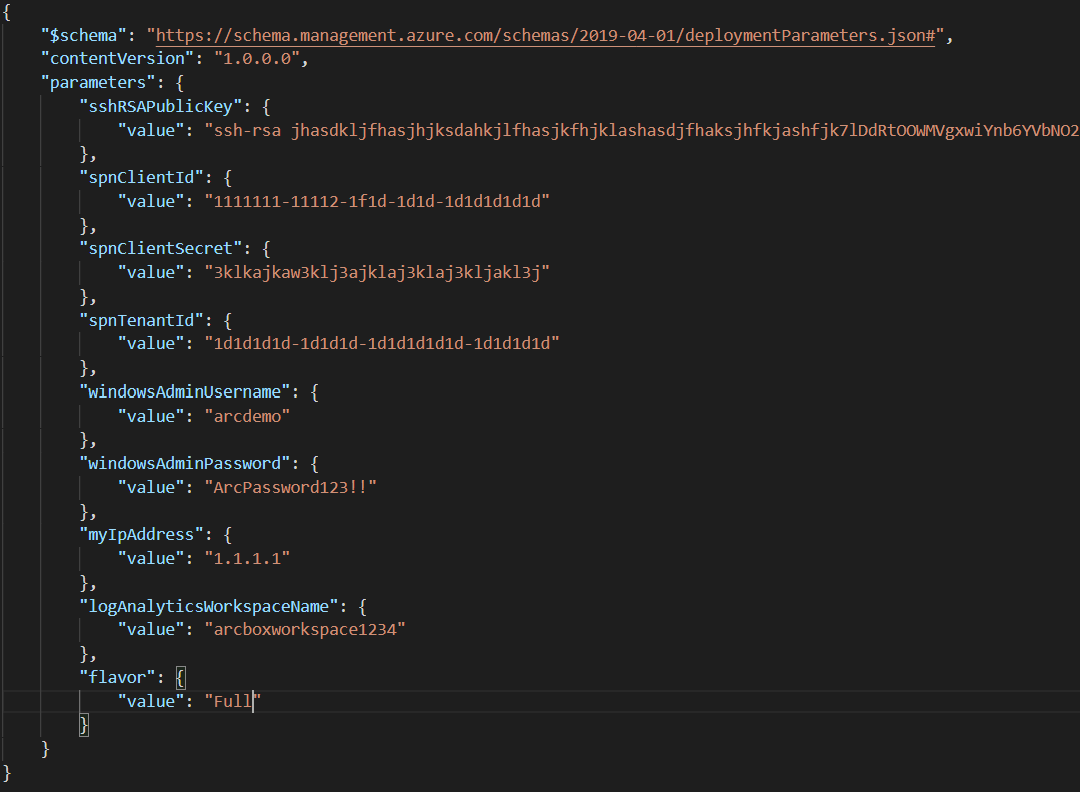 {
    "$schema": "https://schema.management.azure.com/schemas/2019-04-01/deploymentParameters.json#",
    "contentVersion": "1.0.0.0",
    "parameters": {
        "sshRSAPublicKey": {
            "value": "ssh-rsa jhasdkljfhasjhjksdahkjlfhasjkfhjklashasdjfhaksjhfkjashfjk7lDdRtOOWMVgxwiYnb6YVbNO2
        },
        "spnClientId": {
            "value": "1111111-11112-1f1d-1d1d-1d1d1d1d1d"
        },
        "spnClientSecret": {
            "value": "3klkajkaw3klj3ajklaj3klaj3kljakl3j"
        },
        "spnTenantId": {
            "value": "1d1d1d1d-1d1d1d-1d1d1d1d1d-1d1d1d1d"
        },
        "windowsAdminUsername": {
            "value": "arcdemo"
        },
        "windowsAdminPassword": {
            "value": "ArcPassword123!!"
        },
        "myIpAddress": {
            "value": "1.1.1.1"
        },
        "logAnalyticsWorkspaceName": {
            "value": "arcboxworkspace1234"
        },
        "flavor": {
            "value": "Full"
        }
    }
}